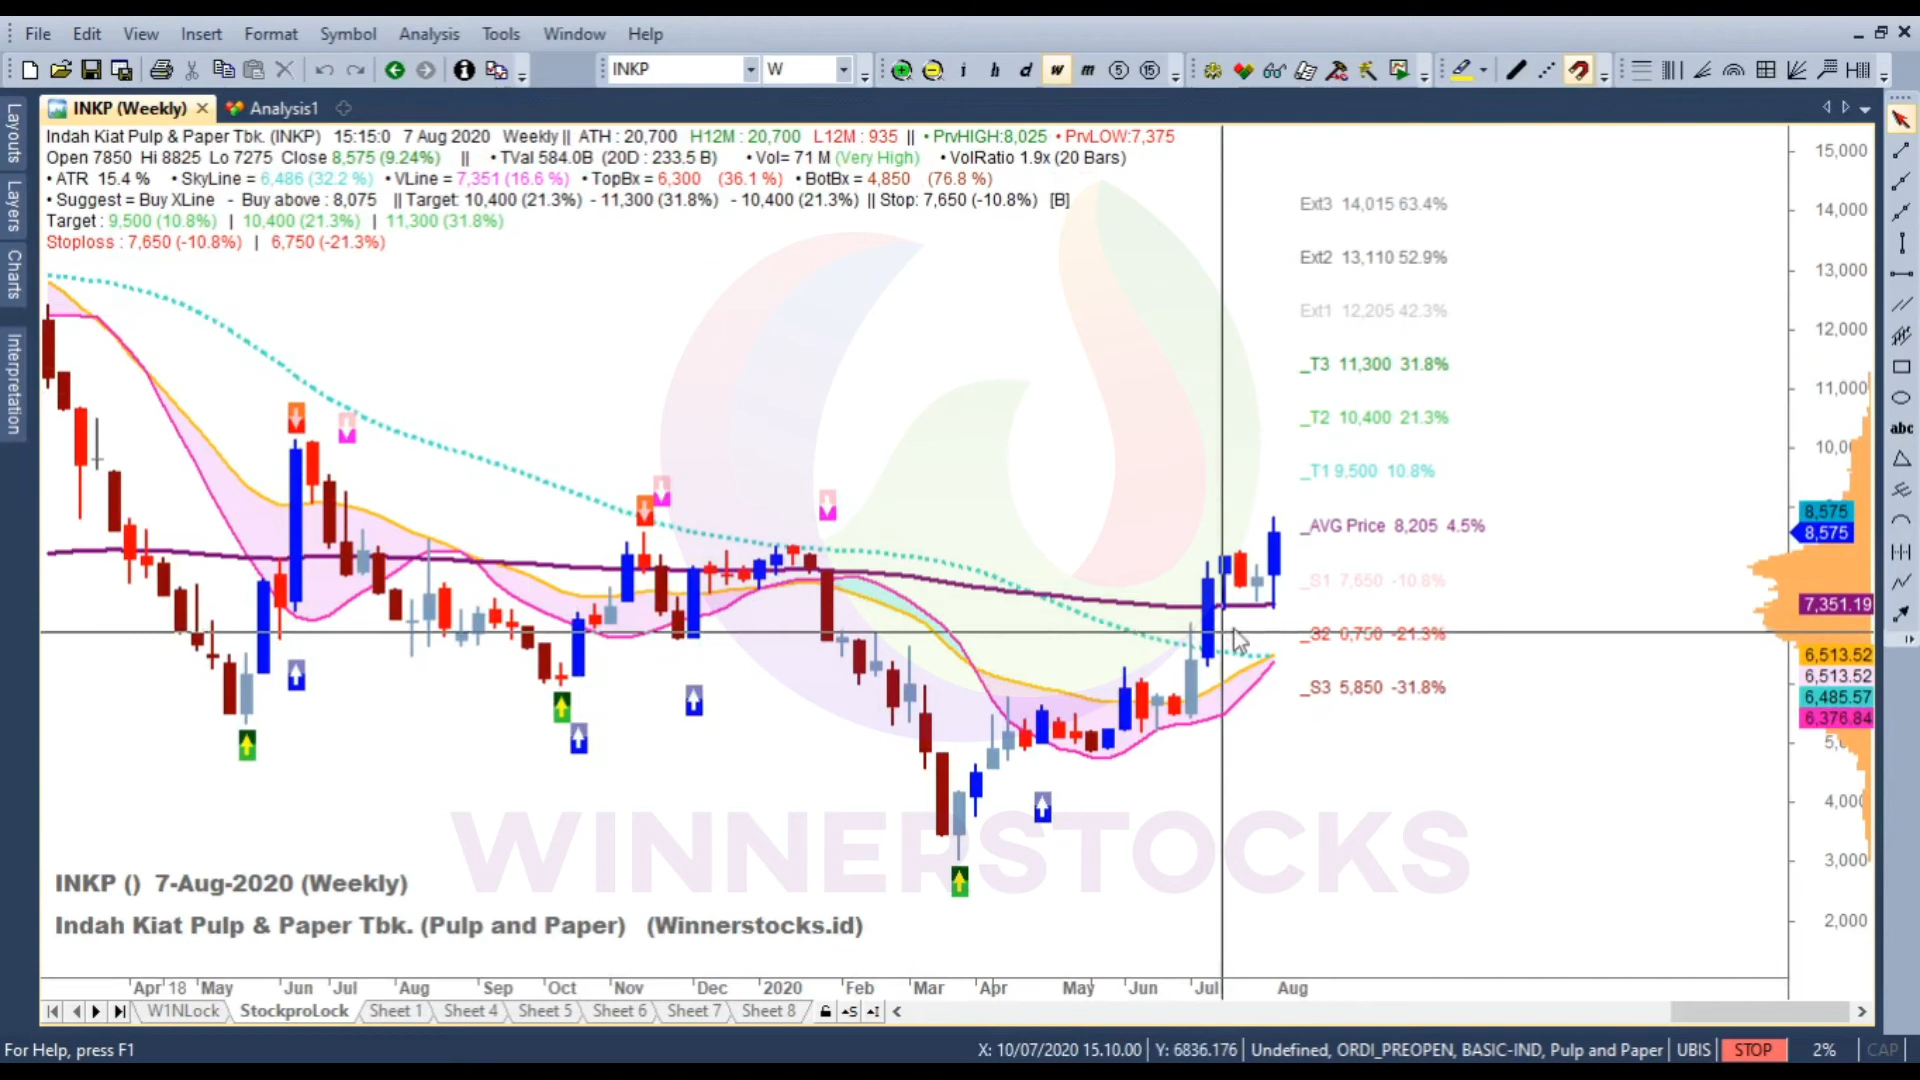 File Edit View Insert Format Symbol Analysis Tools Window Help
INKP W i h d w m 5 15
INKP (Weekly) Analysis1
Layouts
Layers
Charts
Interpretation
Indah Kiat Pulp & Paper Tbk. (INKP) 15:15:0 7 Aug 2020 Weekly || ATH : 20,700 H12M : 20,700 L12M : 935 || • PrvHIGH:8,025 • PrvLOW:7,375
Open 7850 Hi 8825 Lo 7275 Close 8,575 (9.24%) || • TVal 584.0B (20D : 233.5 B) • Vol= 71 M (Very High) • VolRatio 1.9x (20 Bars)
• ATR 15.4 % • SkyLine = 6,486 (32.2 %) • VLine = 7,351 (16.6 %) • TopBx = 6,300 (36.1 %) • BotBx = 4,850 (76.8 %)
• Suggest = Buy XLine - Buy above : 8,075 || Target: 10,400 (21.3%) - 11,300 (31.8%) - 10,400 (21.3%) || Stop: 7,650 (-10.8%) [B]
Target : 9,500 (10.8%) | 10,400 (21.3%) | 11,300 (31.8%)
Stoploss : 7,650 (-10.8%) | 6,750 (-21.3%)
Ext3 14,015 63.4%
Ext2 13,110 52.9%
Ext1 12,205 42.3%
_T3 11,300 31.8%
_T2 10,400 21.3%
_T1 9,500 10.8%
_AVG Price 8,205 4.5%
_S1 7,650 -10.8%
_S2 6,750 -21.3%
_S3 5,850 -31.8%
15,000
14,000
13,000
12,000
11,000
8,575
8,575
7,351.19
6,513.52
6,513.52
6,485.57
6,376.84
4,000
3,000
2,000
abc
WINNERSTOCKS
INKP () 7-Aug-2020 (Weekly)
Indah Kiat Pulp & Paper Tbk. (Pulp and Paper) (Winnerstocks.id)
Apr '18 May Jun Jul Aug Sep Oct Nov Dec 2020 Feb Mar Apr May Jun Jul Aug
W1NLock StockproLock Sheet 1 Sheet 4 Sheet 5 Sheet 6 Sheet 7 Sheet 8 S I
For Help, press F1 X: 10/07/2020 15.10.00 Y: 6836.176 Undefined, ORDI_PREOPEN, BASIC-IND, Pulp and Paper UBIS STOP 2% CAP